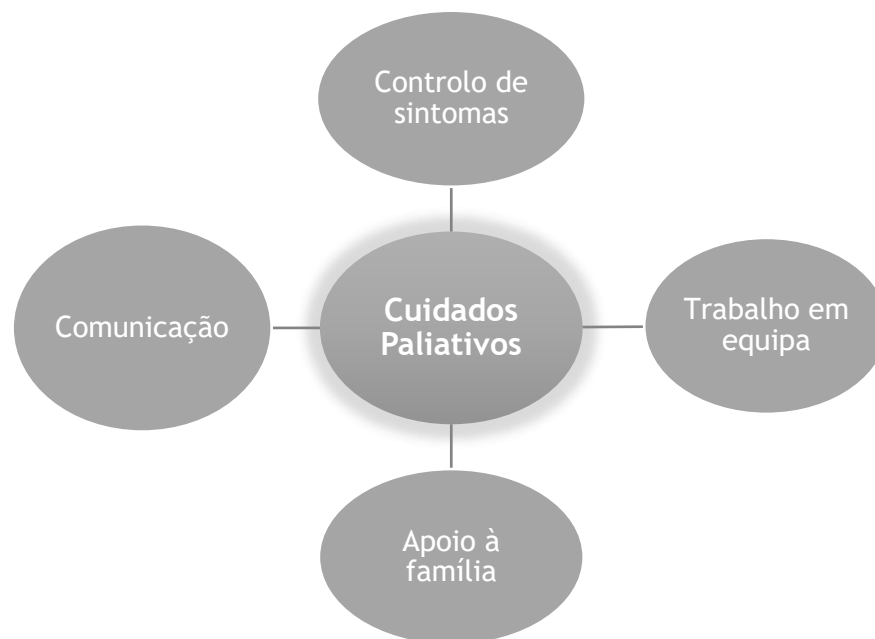 Controlo de
sintomas
Comunicação
Cuidados
Paliativos
Trabalho em
equipa
Apoio à
família